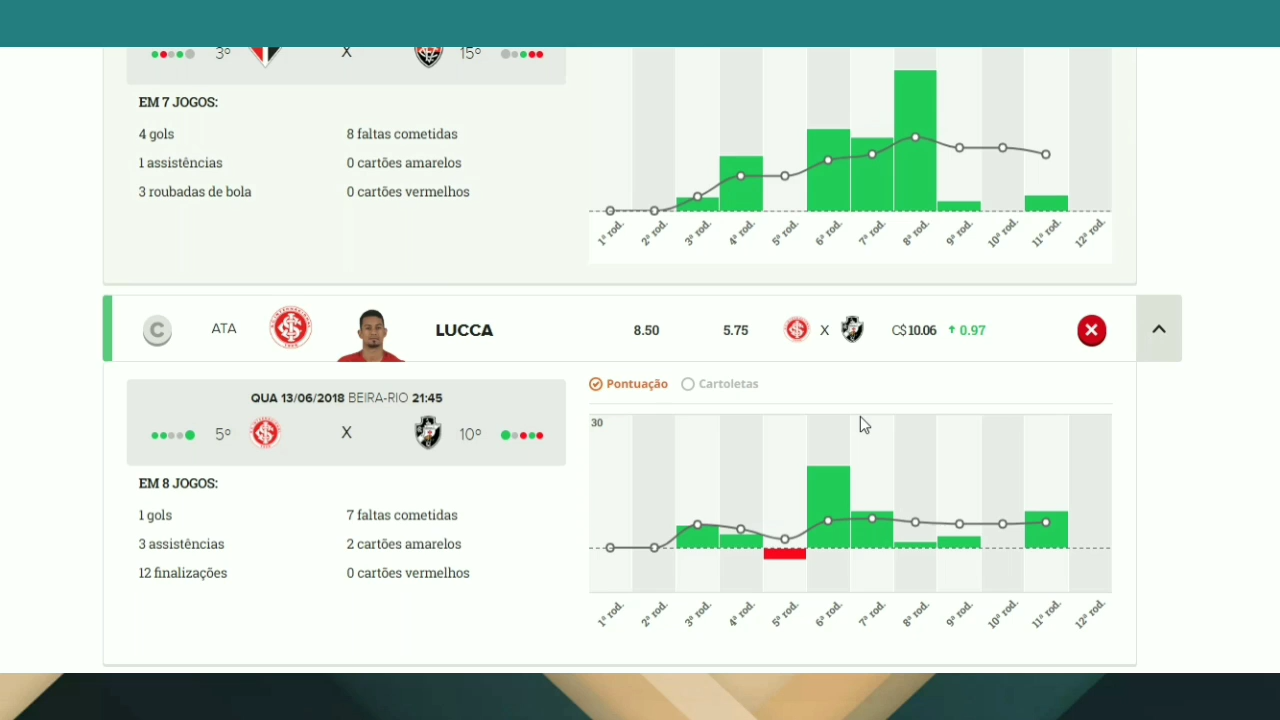 3º X 15º
EM 7 JOGOS:
4 gols 8 faltas cometidas
1 assistências 0 cartões amarelos
3 roubadas de bola 0 cartões vermelhos
1ª rod. 2ª rod. 3ª rod. 4ª rod. 5ª rod. 6ª rod. 7ª rod. 8ª rod. 9ª rod. 10ª rod. 11ª rod. 12ª rod.
C ATA LUCCA 8.50 5.75 X C$10.06 0.97
Pontuação Cartoletas
QUA 13/06/2018 BEIRA-RIO 21:45
5º X 10º
30
EM 8 JOGOS:
1 gols 7 faltas cometidas
3 assistências 2 cartões amarelos
12 finalizações 0 cartões vermelhos
1ª rod. 2ª rod. 3ª rod. 4ª rod. 5ª rod. 6ª rod. 7ª rod. 8ª rod. 9ª rod. 10ª rod. 11ª rod. 12ª rod.